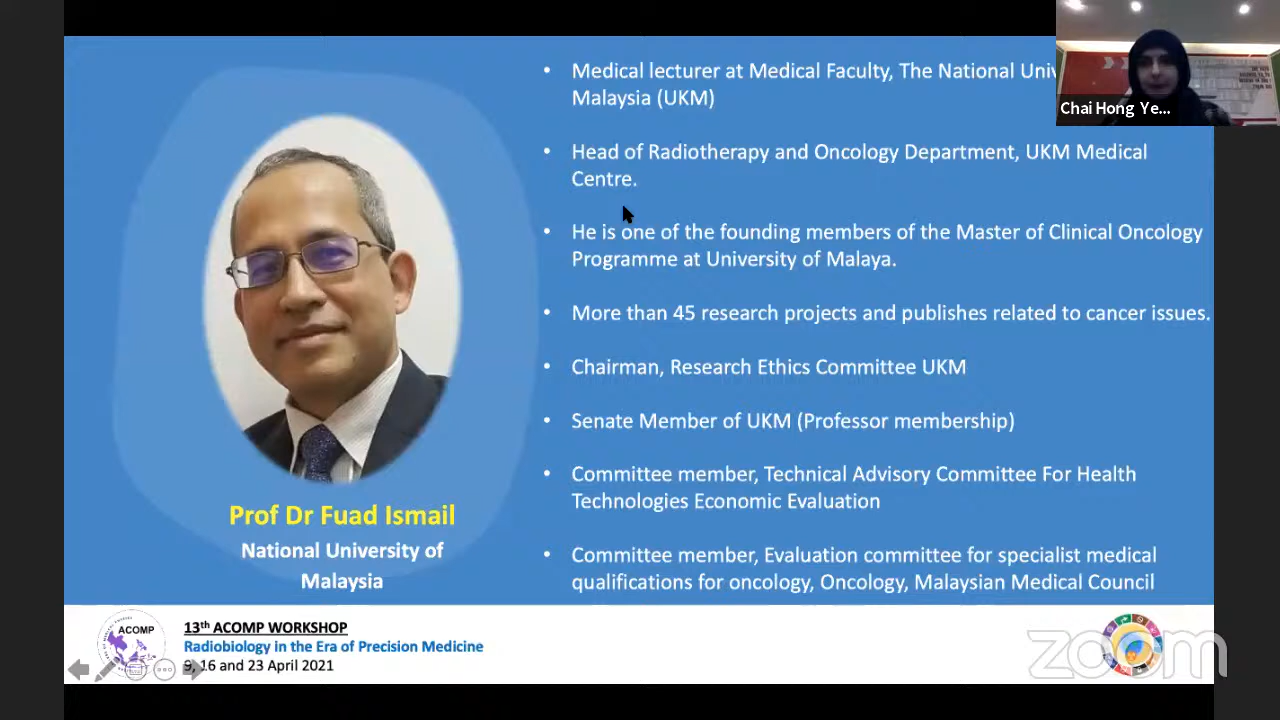 • Medical lecturer at Medical Faculty, The National
Malaysia (UKM)
• Head of Radiotherapy and Oncology Department, UKM Medical
Centre.
• He is one of the founding members of the Master of Clinical Oncology
Programme at University of Malaya.
• More than 45 research projects and publishes related to cancer issues.
• Chairman, Research Ethics Committee UKM
• Senate Member of UKM (Professor membership)
• Committee member, Technical Advisory Committee For Health
Technologies Economic Evaluation
• Committee member, Evaluation committee for specialist medical
qualifications for oncology, Oncology, Malaysian Medical Council
Chai Hong Ye...
Prof Dr Fuad Ismail
National University of
Malaysia
ACOMP
13th ACOMP WORKSHOP
Radiobiology in the Era of Precision Medicine
9, 16 and 23 April 2021
zoom